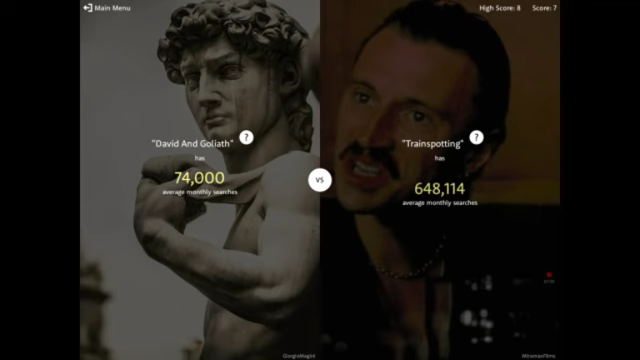 Main Menu
High Score: 8 Score: 7
"David And Goliath" ?
has
74,000
average monthly searches
VS
"Trainspotting" ?
has
648,114
average monthly searches
GiorgioMagini